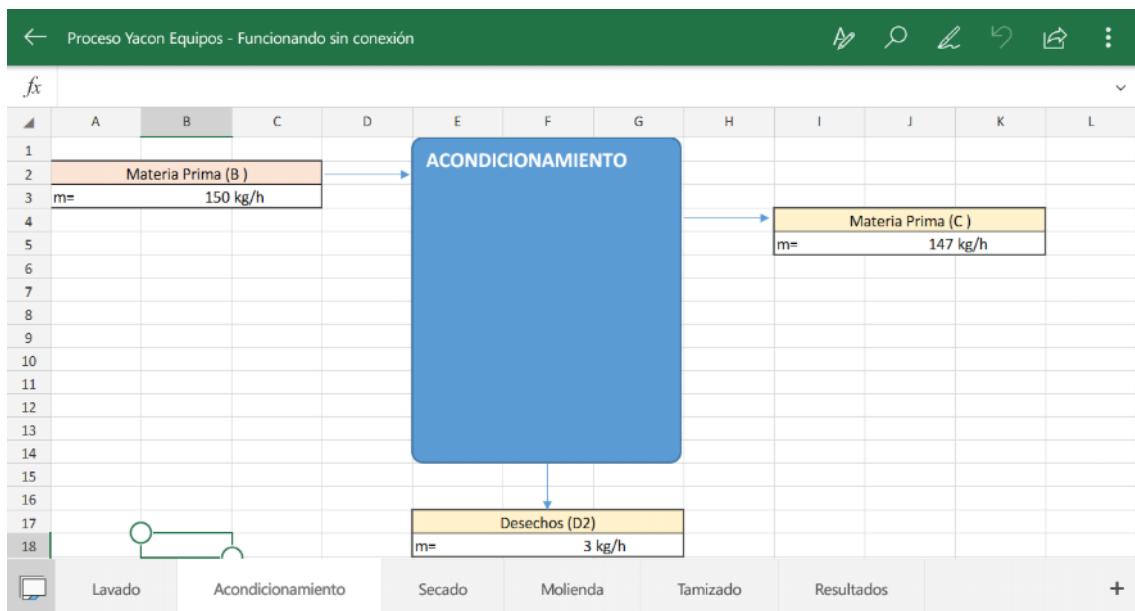 Proceso Yacon Equipos - Funcionando sin conexión
fx
A B C D E F G H I J K L
1 ACONDICIONAMIENTO
2 Materia Prima (B )
3 m= 150 kg/h
4 Materia Prima (C )
5 m= 147 kg/h
6
7
8
9
10
11
12
13
14
15
16
17 Desechos (D2)
18 m= 3 kg/h
Lavado Acondicionamiento Secado Molienda Tamizado Resultados +